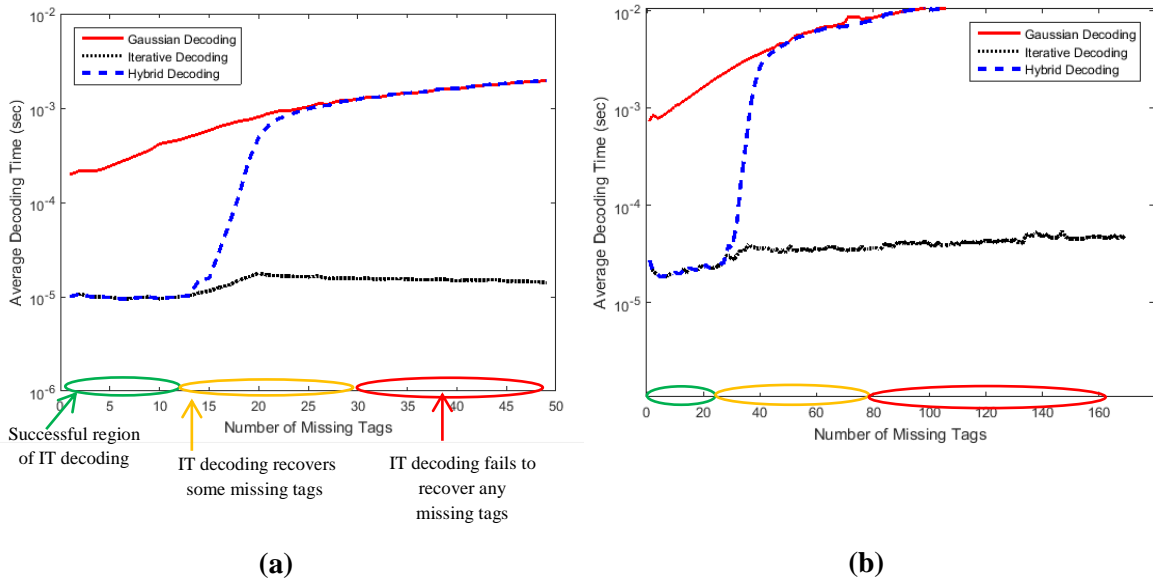 10^-2
10^-3
10^-4
10^-5
10^-6
Average Decoding Time (sec)
Gaussian Decoding
Iterative Decoding
Hybrid Decoding
0 5 10 15 20 25 30 35 40 45 50
Number of Missing Tags
Successful region
of IT decoding
IT decoding recovers
some missing tags
IT decoding fails to
recover any
missing tags
(a)
10^-2
10^-3
10^-4
10^-5
Average Decoding Time (sec)
Gaussian Decoding
Iterative Decoding
Hybrid Decoding
0 20 40 60 80 100 120 140 160
Number of Missing Tags
(b)